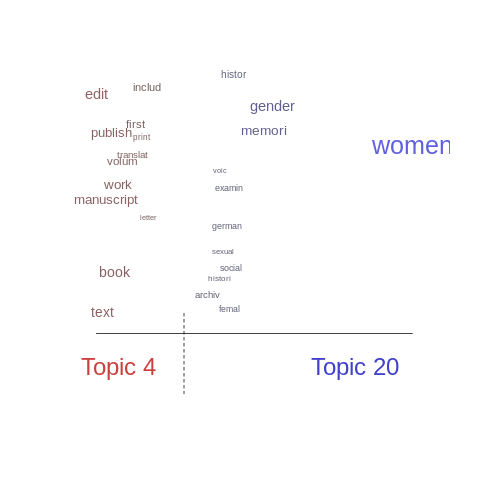 histor
includ
edit
gender
first
memori
publish
print
women
translat
volum
voic
work
examin
manuscript
letter
german
sexual
social
book
histori
archiv
femal
text
Topic 4 Topic 20